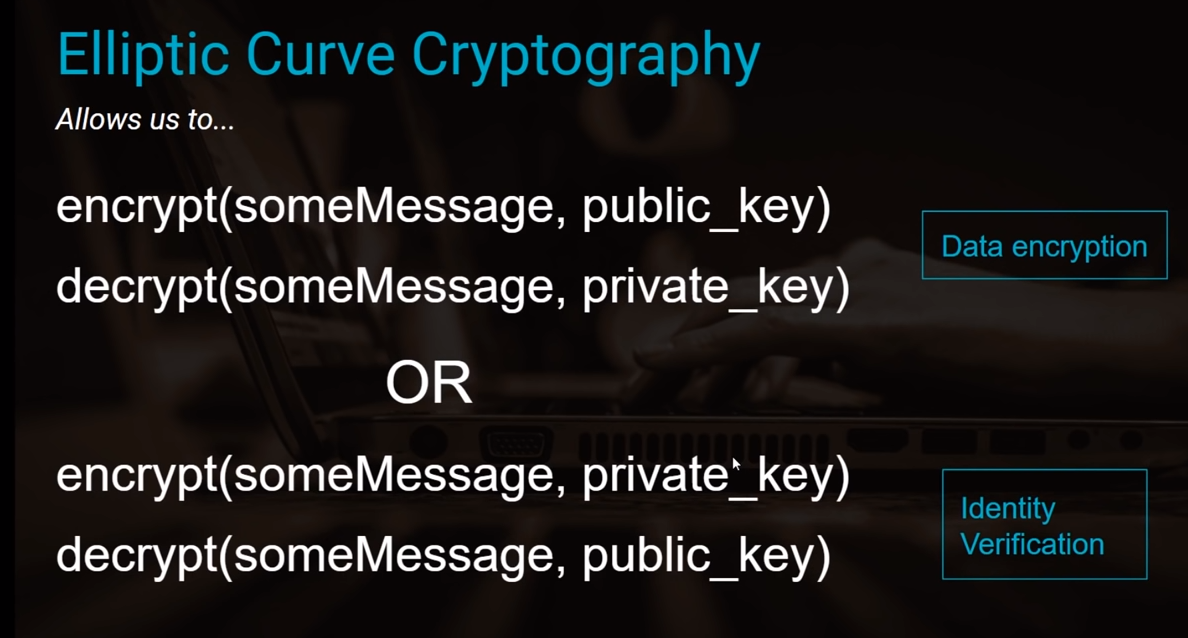 Elliptic Curve Cryptography
Allows us to...
encrypt(someMessage, public_key)
Data encryption
decrypt(someMessage, private_key)
OR
encrypt(someMessage, private_key)
Identity
Verification
decrypt(someMessage, public_key)